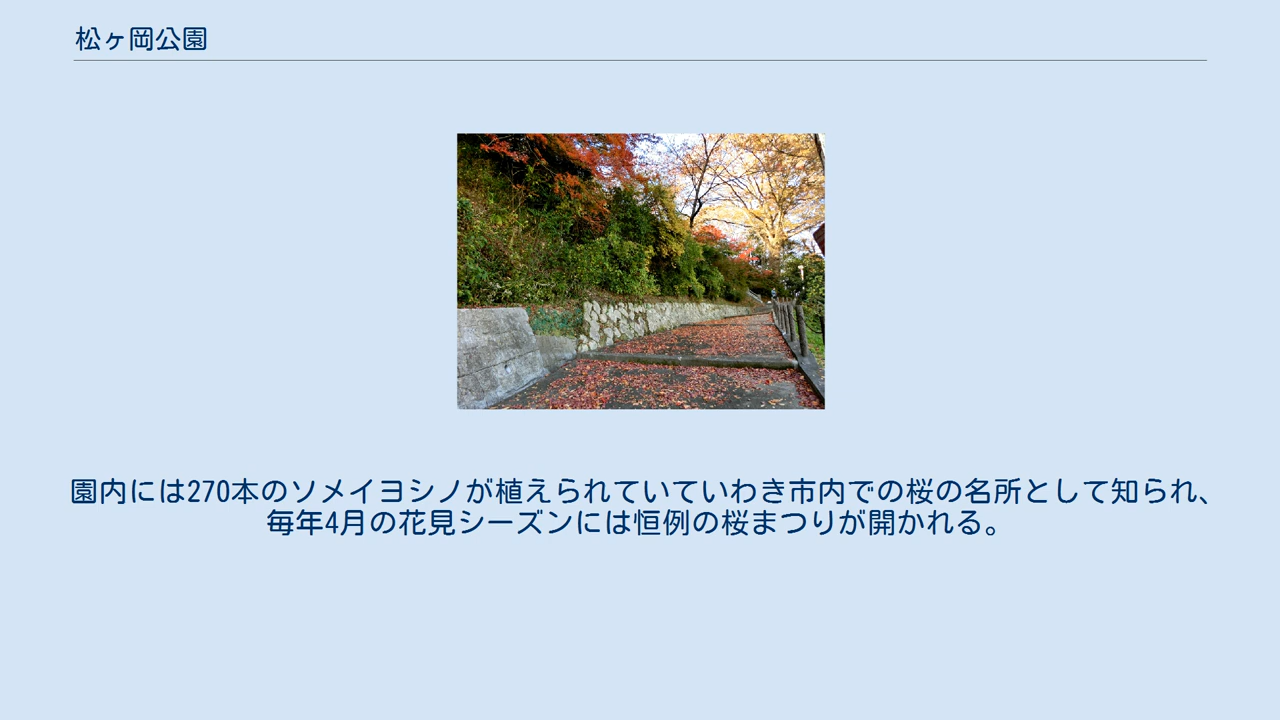 松ヶ岡公園
園内には270本のソメイヨシノが植えられていていわき市内での桜の名所として知られ、
毎年4月の花見シーズンには恒例の桜まつりが開かれる。